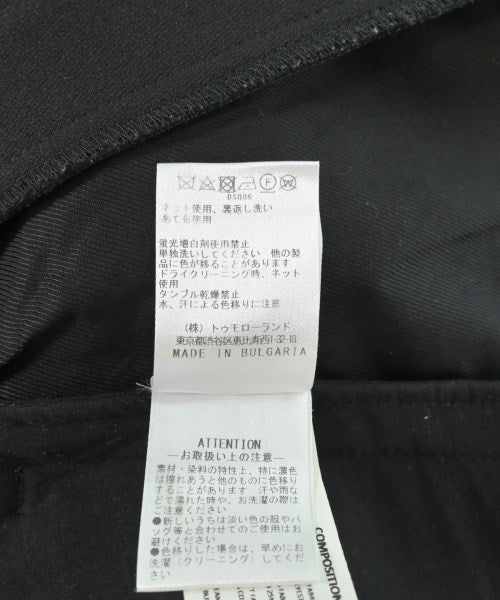 DS006
ネット使用、裏返し洗い
あて布使用
蛍光増白剤使用禁止
単独洗いしてください 他の製
品に色が移ることがあります
ドライクリーニング時、ネット
使用
タンブル乾燥禁止
水、汗による色移りに注意
(株)トゥモローランド
東京都渋谷区恵比寿西1-32-18
MADE IN BULGARIA
ATTENTION
―お取扱い上の注意―
素材・染料の特性上、特に濃色
は擦れあうと他のものに色移り
することがあります 汗や雨な
どで濡れた時や、お洗濯の際は
ご注意ください
●新しいうちは淡い色の服やバ
ッグ等と合わせてのご使用はお
避けください
●色移りした場合は、早めにお
洗濯(クリーニング)してくださ
い
COMPOSITION